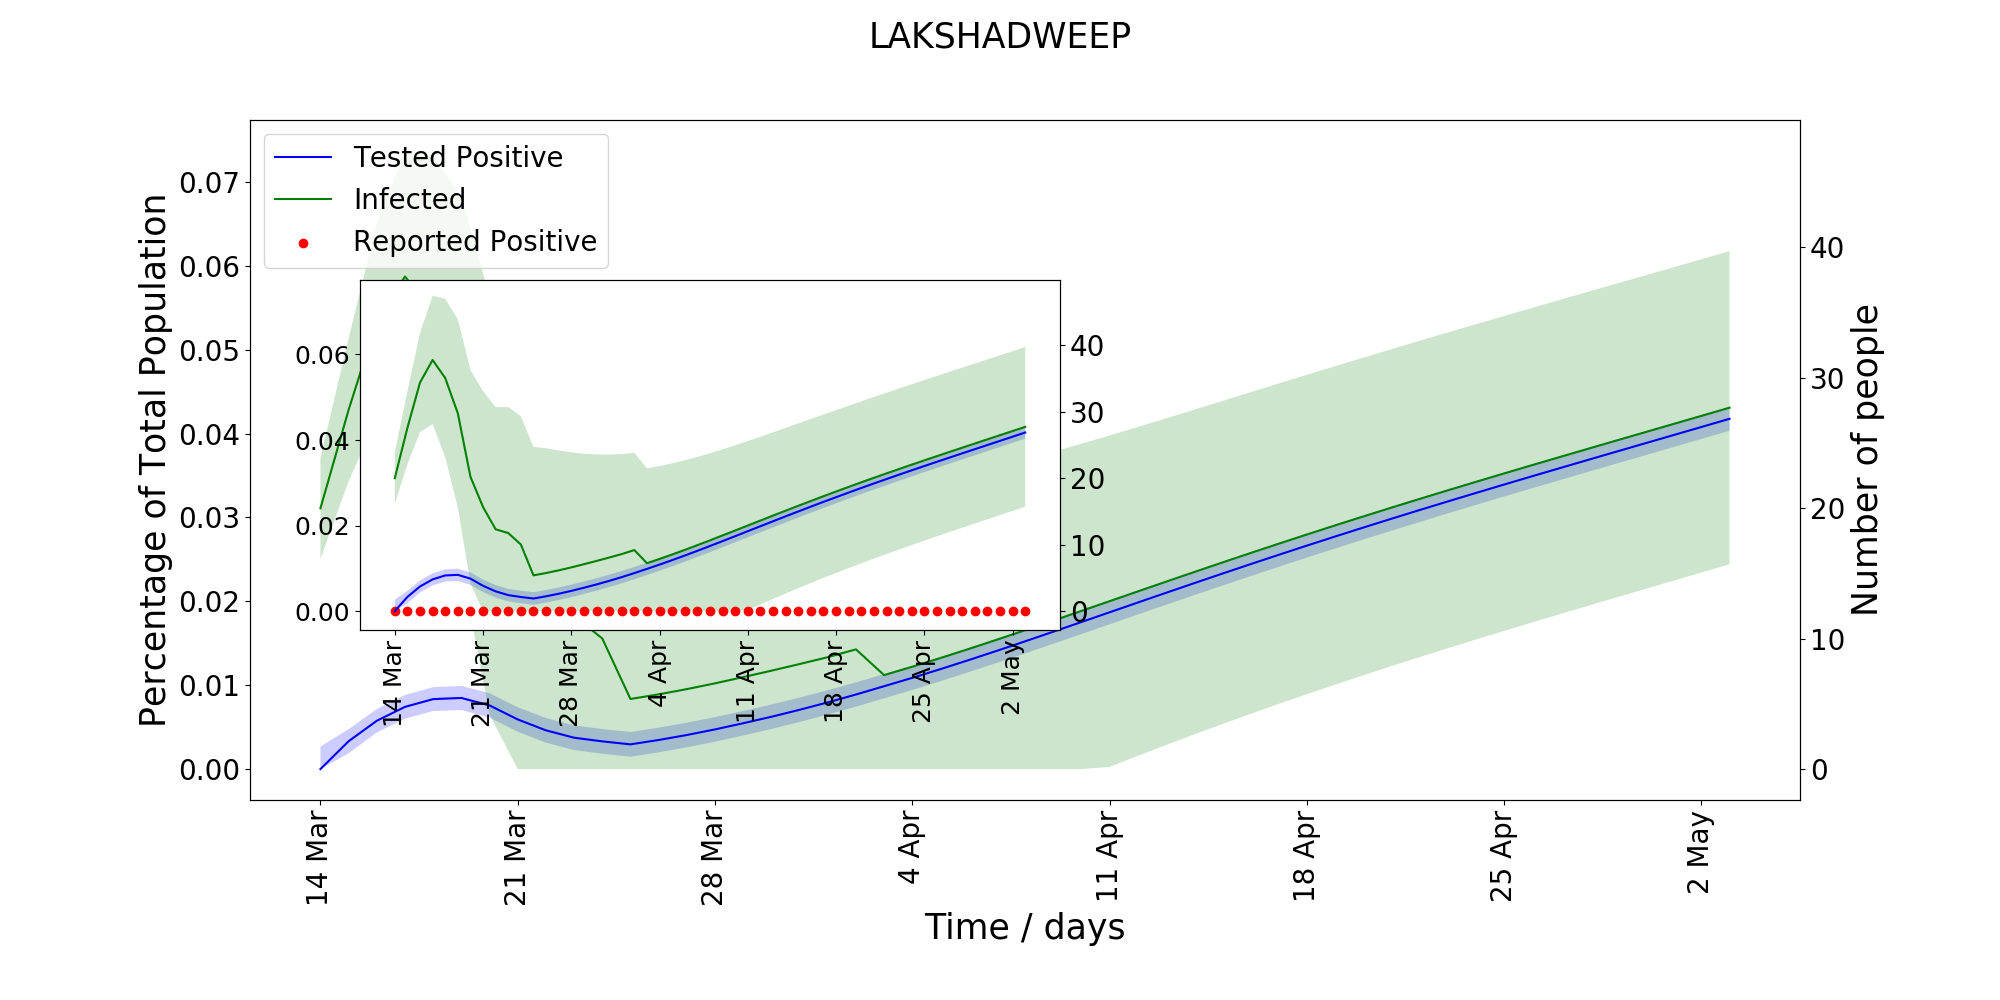 LAKSHADWEEP
Tested Positive
Infected
Reported Positive
Percentage of Total Population
0.07
0.06
0.05
0.04
0.03
0.02
0.01
0.00
0.06
0.04
0.02
0.00
40
30
20
10
0
14 Mar
21 Mar
28 Mar
4 Apr
11 Apr
18 Apr
25 Apr
2 May
40
30
20
10
0
Number of people
14 Mar
21 Mar
28 Mar
4 Apr
11 Apr
18 Apr
25 Apr
2 May
Time / days